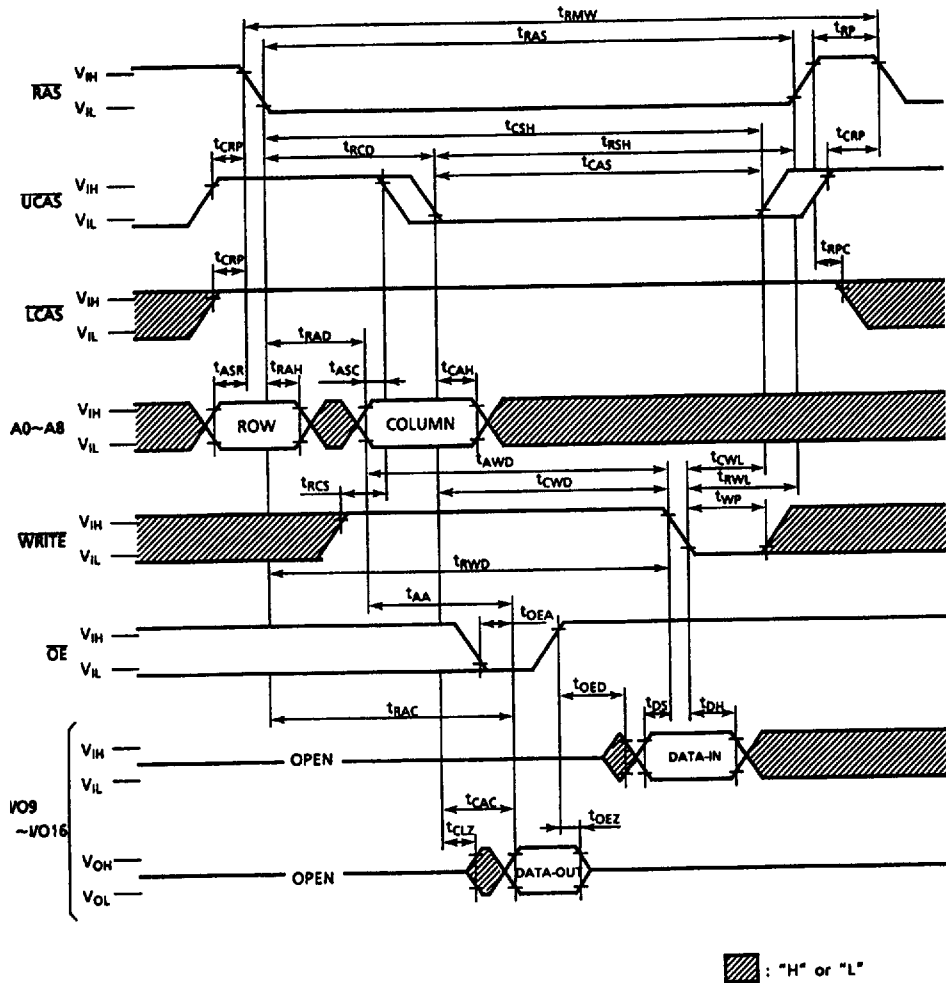 tRMW
tRAS
tRP
RAS
VIH
VIL
tCSH
tCRP
tRCD
tRSH
tCRP
tCAS
UCAS
VIH
VIL
tCRP
tRPC
LCAS
VIH
VIL
tRAD
tASR
tRAH
tASC
tCAH
A0~A8
VIH
VIL
ROW
COLUMN
tAWD
tCWL
tRCS
tCWD
tRWL
tWP
WRITE
VIH
VIL
tRWD
tAA
tOEA
OE
VIH
VIL
tOED
tRAC
tDS
tDH
VIH
VIL
OPEN
DATA-IN
I/O9
~I/O16
tCAC
tOEZ
tCLZ
VOH
VOL
OPEN
DATA-OUT
: "H" or "L"